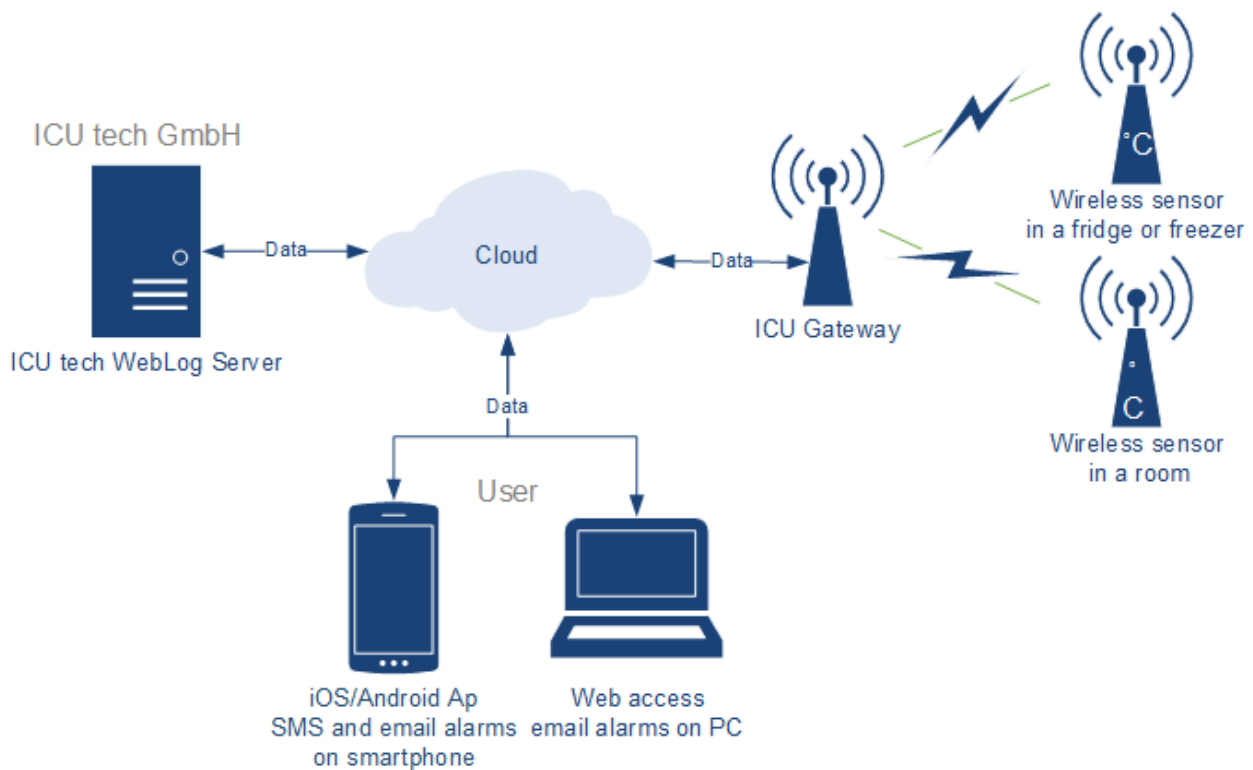 ICU tech GmbH
ICU tech WebLog Server
Data
Cloud
Data
ICU Gateway
°C
Wireless sensor
in a fridge or freezer
°
C
Wireless sensor
in a room
Data
User
iOS/Android Ap
SMS and email alarms
on smartphone
Web access
email alarms on PC